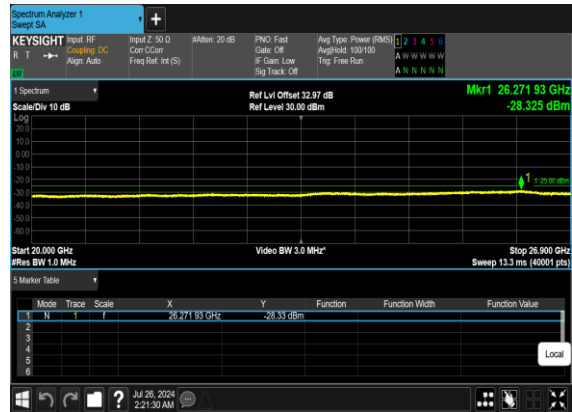 Spectrum Analyzer 1
Swept SA
+
KEYSIGHT Input: RF Input Z: 50 Ω #Atten: 20 dB PNO: Fast Avg Type: Power (RMS) 1 2 3 4 5 6
R T Coupling: DC Corr CCorr Gate: Off Avg|Hold: 100/100 A W W W W W
Align: Auto Freq Ref: Int (S) IF Gain: Low Trig: Free Run
Sig Track: Off A N N N N N
1 Spectrum Ref Lvl Offset 32.97 dB Mkr1 26.271 93 GHz
Scale/Div 10 dB Ref Level 30.00 dBm -28.325 dBm
Log
20.0
10.0
0.00
-10.0
-20.0
1
-25.00 dBm
-30.0
-40.0
-50.0
-60.0
Start 20.000 GHz Video BW 3.0 MHz* Stop 26.900 GHz
#Res BW 1.0 MHz Sweep 13.3 ms (40001 pts)
5 Marker Table
Mode Trace Scale X Y Function Function Width Function Value
1 N 1 f 26.271 93 GHz -28.33 dBm
2
3
4
5
6
Local
? Jul 26, 2024
2:21:30 AM